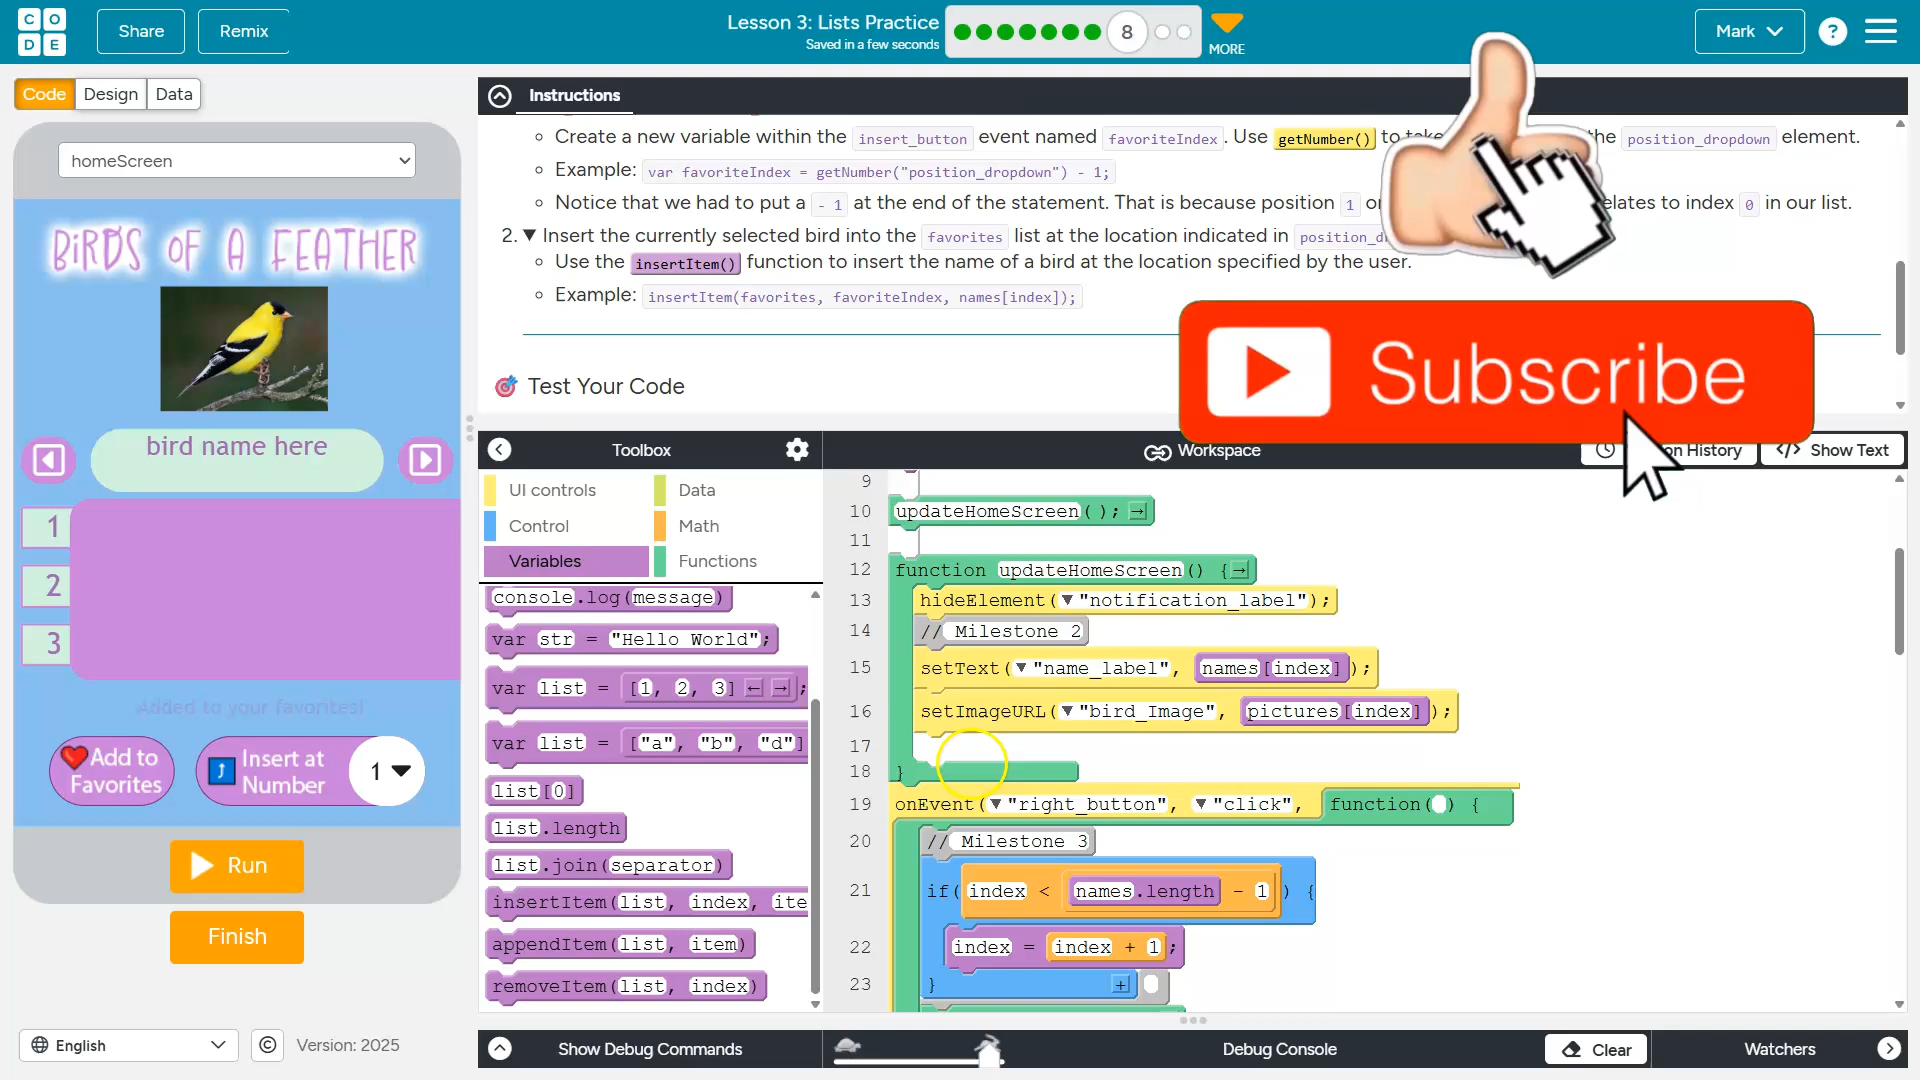 CODE
Share
Remix
Lesson 3: Lists Practice
Saved in a few seconds
8
MORE
Mark
?
Code
Design
Data
Instructions
homeScreen
Create a new variable within the insert_button event named favoriteIndex. Use getNumber() to take the position_dropdown element.
Example: var favoriteIndex = getNumber("position_dropdown") - 1;
Notice that we had to put a - 1 at the end of the statement. That is because position 1 elates to index 0 in our list.
2. Insert the currently selected bird into the favorites list at the location indicated in
Use the insertItem() function to insert the name of a bird at the location specified by the user.
Example: insertItem(favorites, favoriteIndex, names[index]);
Test Your Code
Subscribe
BIRDS OF A FEATHER
bird name here
1
2
3
Added to your favorites!
Add to Favorites
Insert at Number
1
Run
Finish
English
Version: 2025
Toolbox
Workspace
on History
Show Text
UI controls
Data
Control
Math
Variables
Functions
console.log(message)
var str = "Hello World";
var list = [1, 2, 3] ← → ;
var list = ["a", "b", "d"]
list[0]
list.length
list.join(separator)
insertItem(list, index, ite
appendItem(list, item)
removeItem(list, index)
9
10 updateHomeScreen(); →
11
12 function updateHomeScreen() { →
13 hideElement(▼"notification_label");
14 // Milestone 2
15 setText(▼"name_label", names[index]);
16 setImageURL(▼"bird_Image", pictures[index]);
17
18 }
19 onEvent(▼"right_button", ▼"click", function() {
20 // Milestone 3
21 if(index < names.length - 1) {
22 index = index + 1;
23 } +
Show Debug Commands
Debug Console
Clear
Watchers